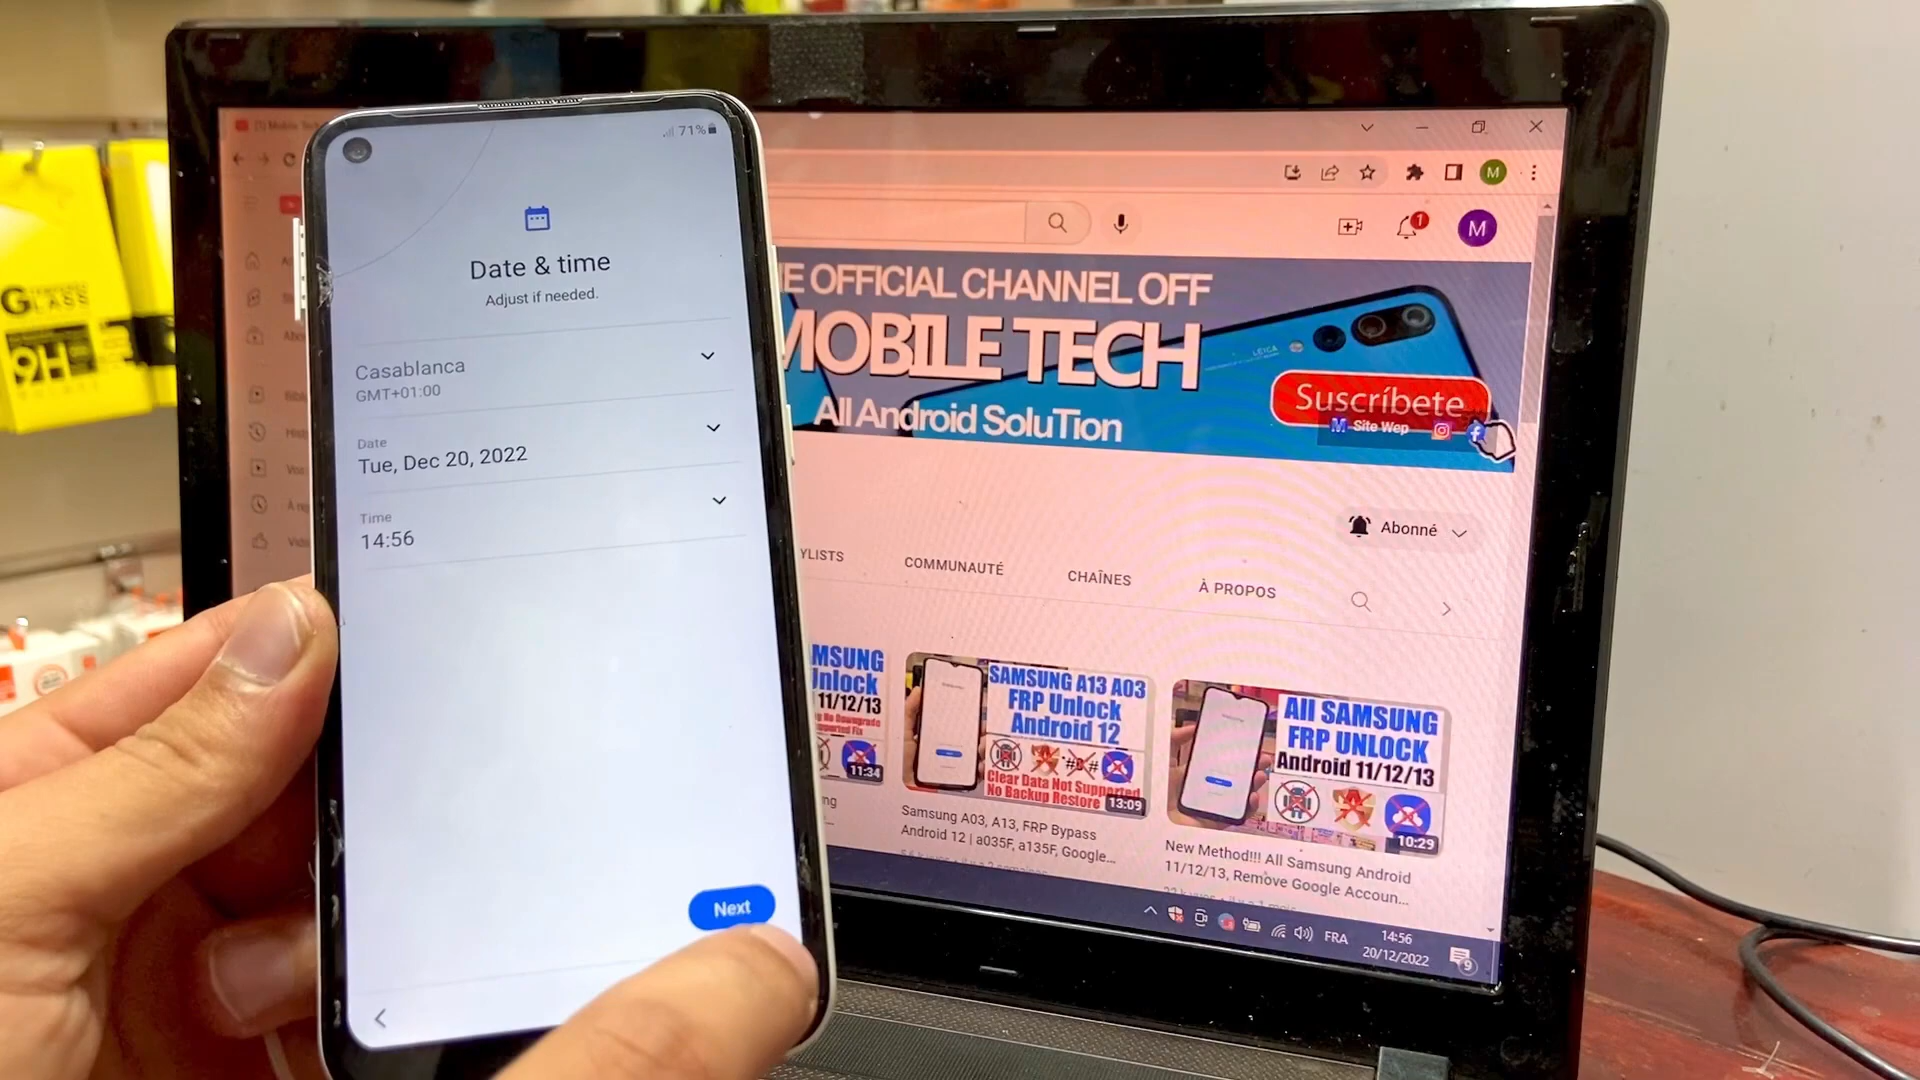 GLASS
9H
71%
Date & time
Adjust if needed.
Casablanca
GMT+01:00
Date
Tue, Dec 20, 2022
Time
14:56
Next
M
1
M
E OFFICIAL CHANNEL OFF
MOBILE TECH
All Android SoluTion
Suscríbete
M Site Wep
Abonné
YLISTS
COMMUNAUTÉ
CHAÎNES
À PROPOS
MSUNG
Unlock
11/12/13
11:34
SAMSUNG A13 A03
FRP Unlock
Android 12
#0#
Clear Data Not Supported
No Backup Restore
13:09
Samsung A03, A13, FRP Bypass
Android 12 | a035F, a135F, Google...
All SAMSUNG
FRP UNLOCK
Android 11/12/13
10:29
New Method!!! All Samsung Android
11/12/13, Remove Google Accoun...
FRA
14:56
20/12/2022
9